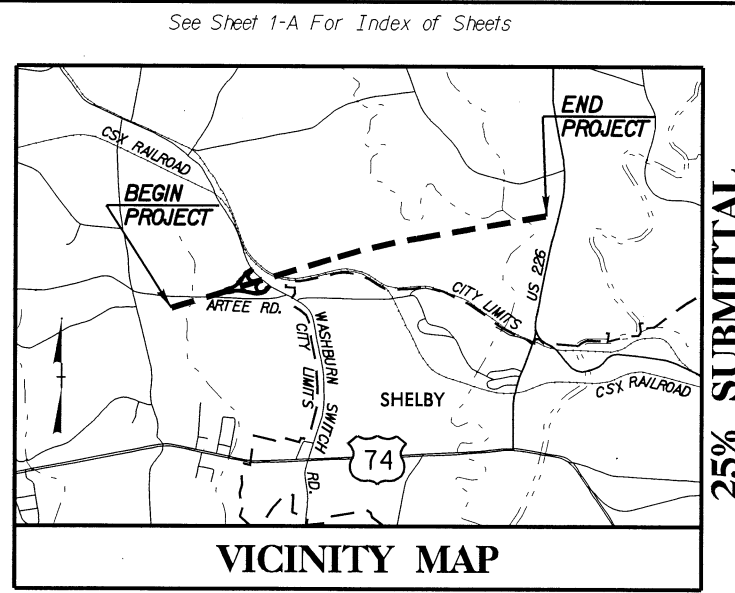 See Sheet 1-A For Index of Sheets
END
PROJECT
CSX RAILROAD
BEGIN
PROJECT
US 226
CITY LIMITS
ARTEE RD.
WASHBURN SWITCH RD.
CITY LIMITS
SHELBY
CSX RAILROAD
74
VICINITY MAP
25% SUBMITTAL